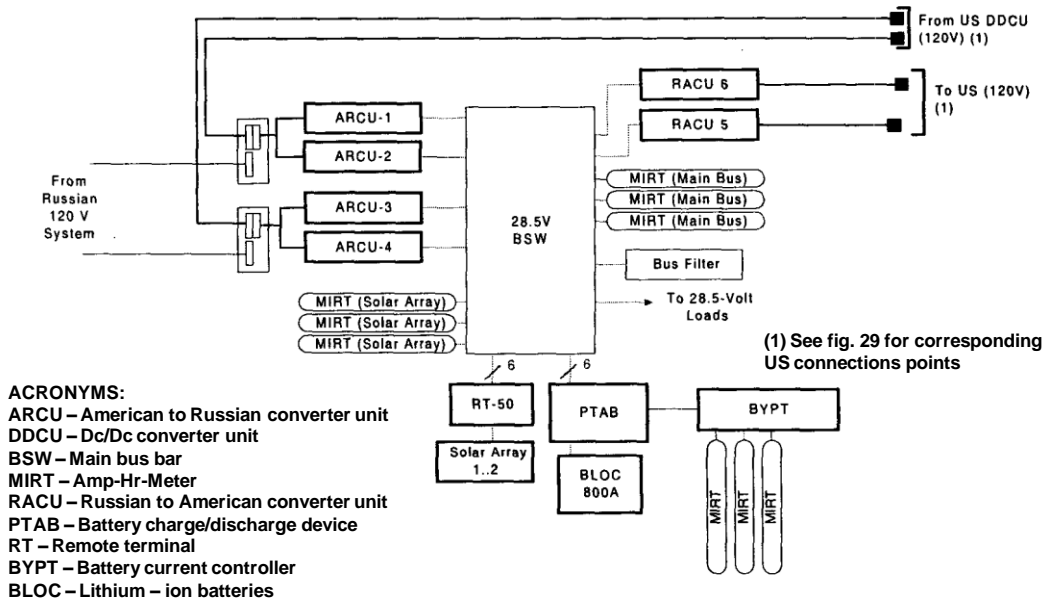 From US DDCU
(120V) (1)
RACU 6
To US (120V)
(1)
RACU 5
ARCU-1
ARCU-2
From
Russian
120 V
System
ARCU-3
ARCU-4
28.5V
BSW
MIRT (Main Bus)
MIRT (Main Bus)
MIRT (Main Bus)
Bus Filter
To 28.5-Volt
Loads
MIRT (Solar Array)
MIRT (Solar Array)
MIRT (Solar Array)
(1) See fig. 29 for corresponding
US connections points
6
6
RT-50
PTAB
BYPT
Solar Array
1..2
BLOC
800A
MIRT
MIRT
MIRT
ACRONYMS:
ARCU – American to Russian converter unit
DDCU – Dc/Dc converter unit
BSW – Main bus bar
MIRT – Amp-Hr-Meter
RACU – Russian to American converter unit
PTAB – Battery charge/discharge device
RT – Remote terminal
BYPT – Battery current controller
BLOC – Lithium – ion batteries